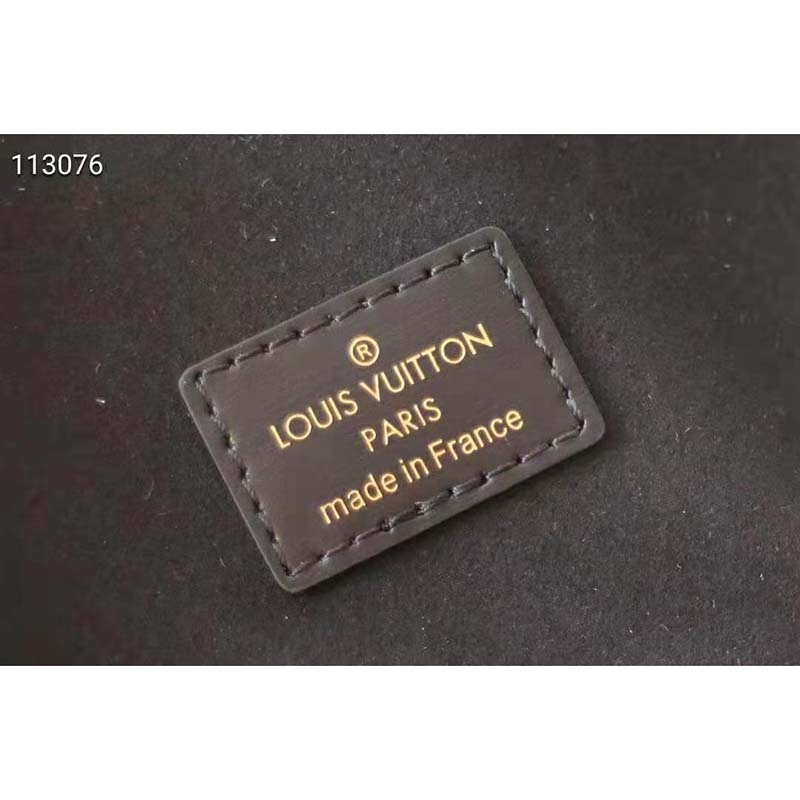 113076
®
LOUIS VUITTON
PARIS
made in France